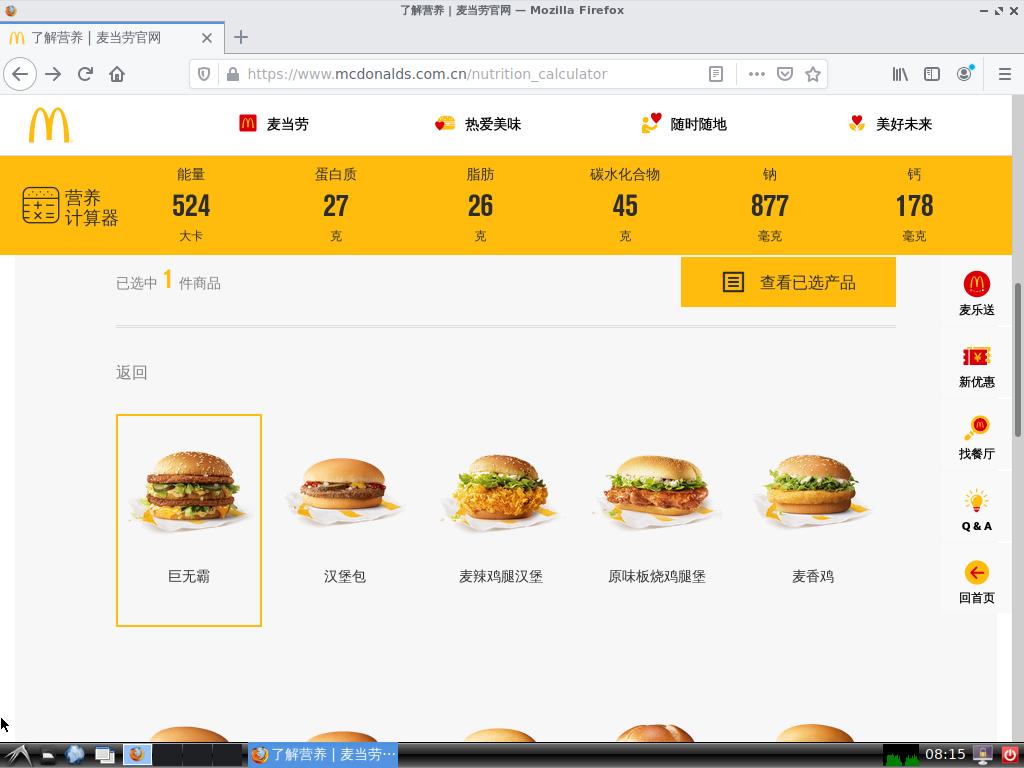 了解营养 | 麦当劳官网 — Mozilla Firefox
了解营养 | 麦当劳官网
https://www.mcdonalds.com.cn/nutrition_calculator
麦当劳
热爱美味
随时随地
美好未来
营养
计算器
能量
524
大卡
蛋白质
27
克
脂肪
26
克
碳水化合物
45
克
钠
877
毫克
钙
178
毫克
已选中 1 件商品
查看已选产品
返回
巨无霸
汉堡包
麦辣鸡腿汉堡
原味板烧鸡腿堡
麦香鸡
麦乐送
新优惠
找餐厅
Q & A
回首页
了解营养 | 麦当劳…
08:15